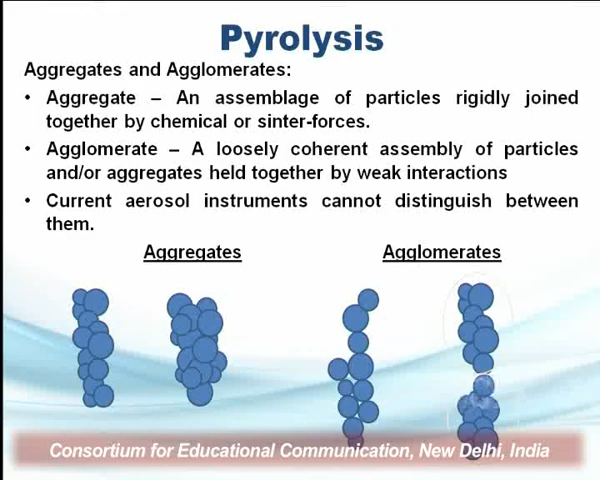 Pyrolysis
Aggregates and Agglomerates:
• Aggregate – An assemblage of particles rigidly joined
together by chemical or sinter-forces.
• Agglomerate – A loosely coherent assembly of particles
and/or aggregates held together by weak interactions
• Current aerosol instruments cannot distinguish between
them.
Aggregates Agglomerates
Consortium for Educational Communication, New Delhi, India